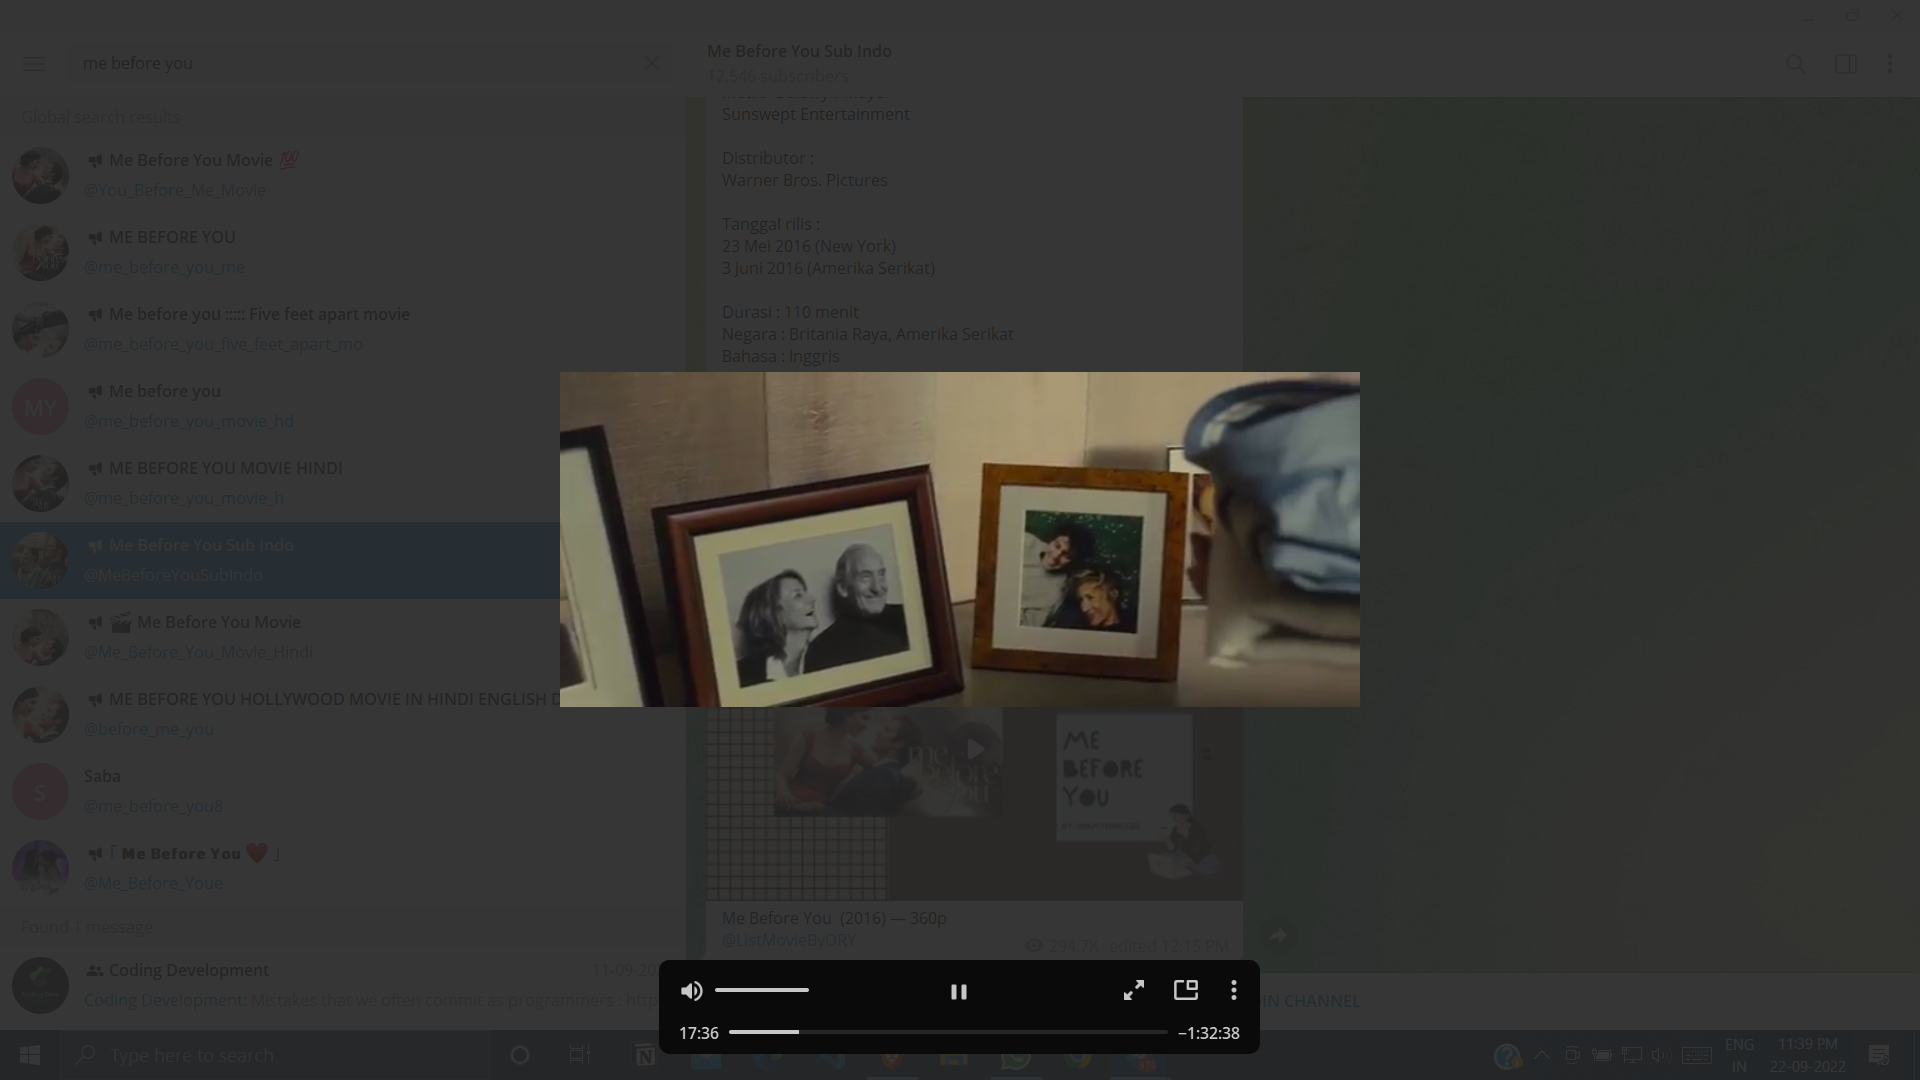 me before you
Global search results
Me Before You Movie 💯
@You_Before_Me_Movie
ME BEFORE YOU
@me_before_you_me
Me before you ::::: Five feet apart movie
@me_before_you_five_feet_apart_mo
MY
Me before you
@me_before_you_movie_hd
ME BEFORE YOU MOVIE HINDI
@me_before_you_movie_h
Me Before You Sub Indo
@MeBeforeYouSubIndo
🎬 Me Before You Movie
@Me_Before_You_Movie_Hindi
ME BEFORE YOU HOLLYWOOD MOVIE IN HINDI ENGLISH D
@before_me_you
S
Saba
@me_before_you8
「 Me Before You ❤️ 」
@Me_Before_Youe
Found 1 message
Coding Development
11-09-20
Coding Development: Mistakes that we often commit as programmers : http
Me Before You Sub Indo
12,546 subscribers
Sunswept Entertainment
Distributor :
Warner Bros. Pictures
Tanggal rilis :
23 Mei 2016 (New York)
3 Juni 2016 (Amerika Serikat)
Durasi : 110 menit
Negara : Britania Raya, Amerika Serikat
Bahasa : Inggris
me
before
you
ME
BEFORE
YOU
Me Before You (2016) — 360p
@ListMovieByORY
294.7K edited 12:15 PM
IN CHANNEL
17:36
−1:32:38
Type here to search
ENG
IN
11:39 PM
22-09-2022